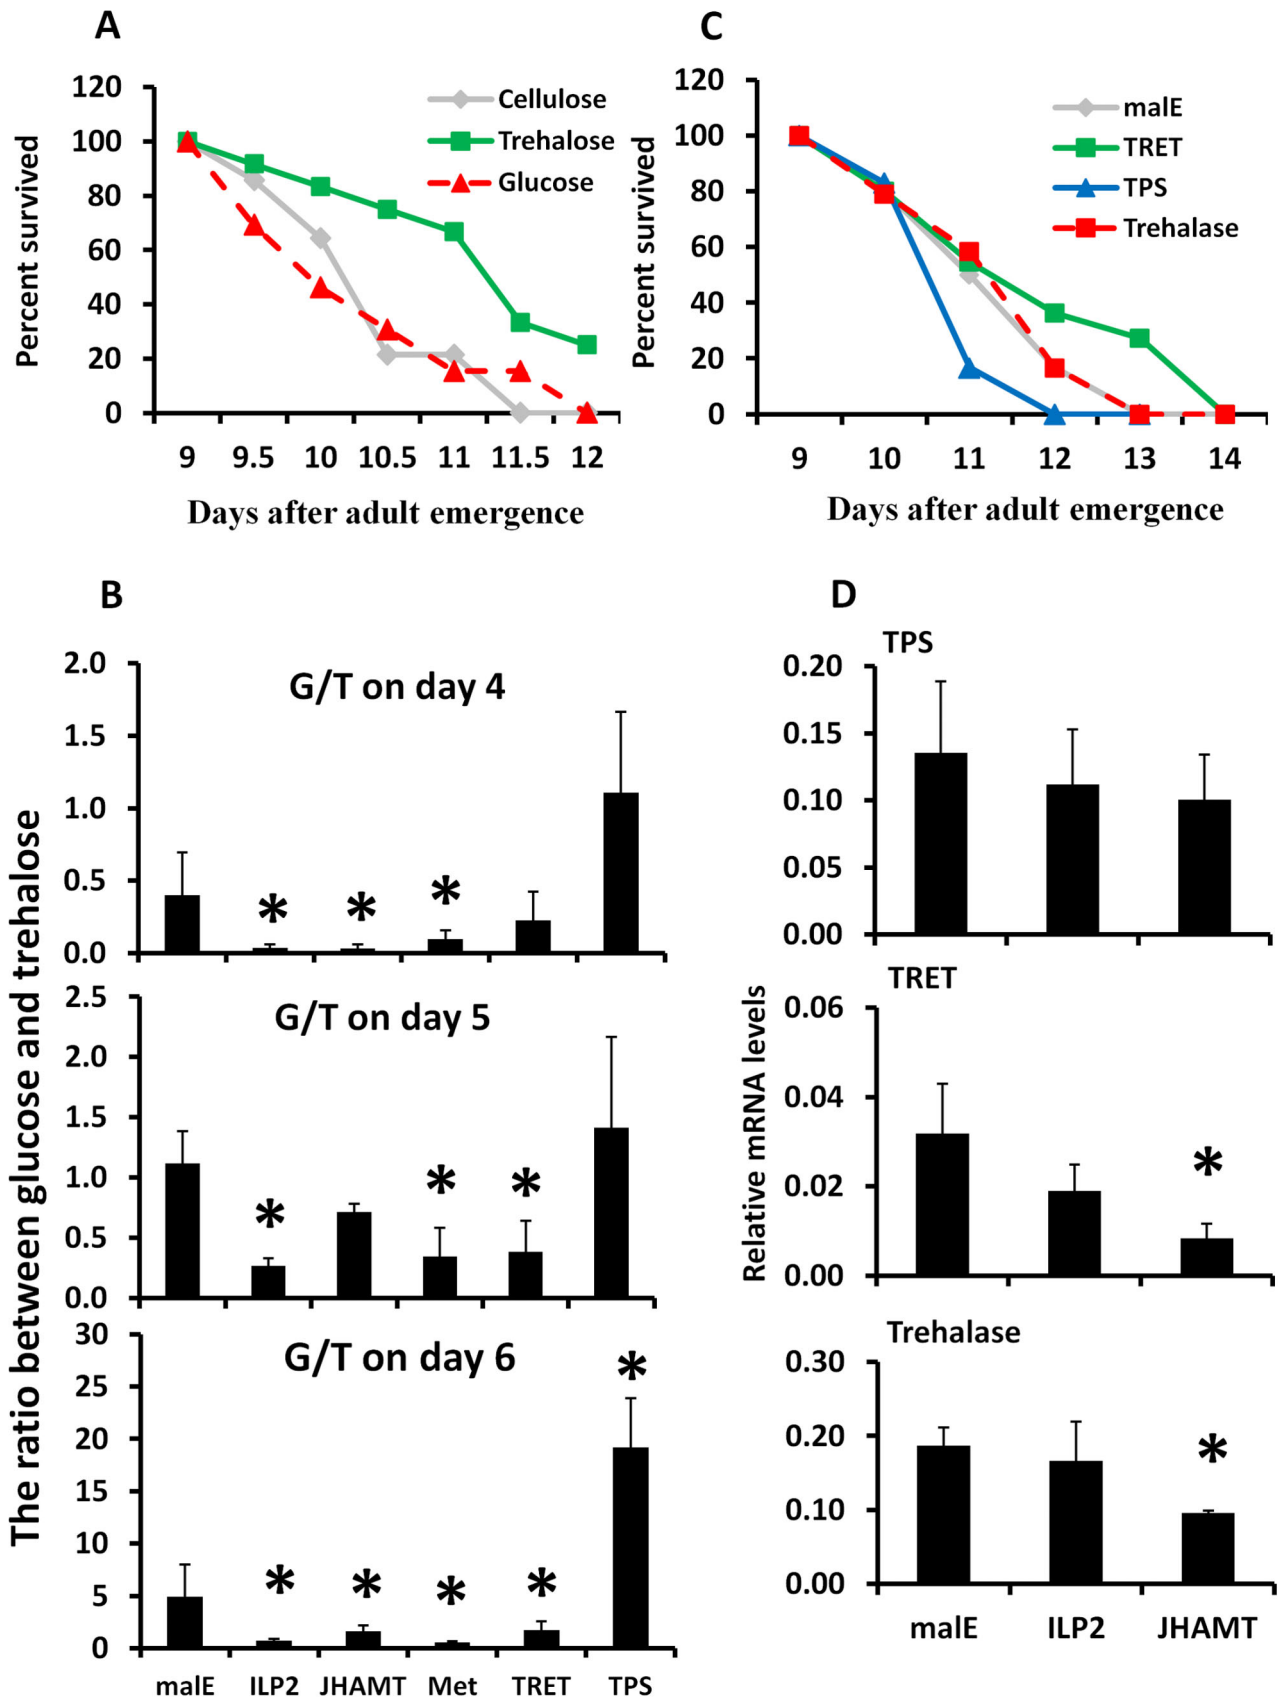 A
120
100
80
60
40
20
0
Percent survived
Cellulose
Trehalose
Glucose
9 9.5 10 10.5 11 11.5 12
Days after adult emergence
C
120
100
80
60
40
20
0
Percent survived
malE
TRET
TPS
Trehalase
9 10 11 12 13 14
Days after adult emergence
B
The ratio between glucose and trehalose
G/T on day 4
2.0
1.5
1.0
0.5
0.0
* * *
G/T on day 5
2.5
2.0
1.5
1.0
0.5
0.0
* * *
G/T on day 6
30
25
20
15
10
5
0
* * * * *
malE ILP2 JHAMT Met TRET TPS
D
Relative mRNA levels
TPS
0.20
0.15
0.10
0.05
0.00
TRET
0.06
0.04
0.02
0.00
*
Trehalase
0.30
0.20
0.10
0.00
*
malE ILP2 JHAMT